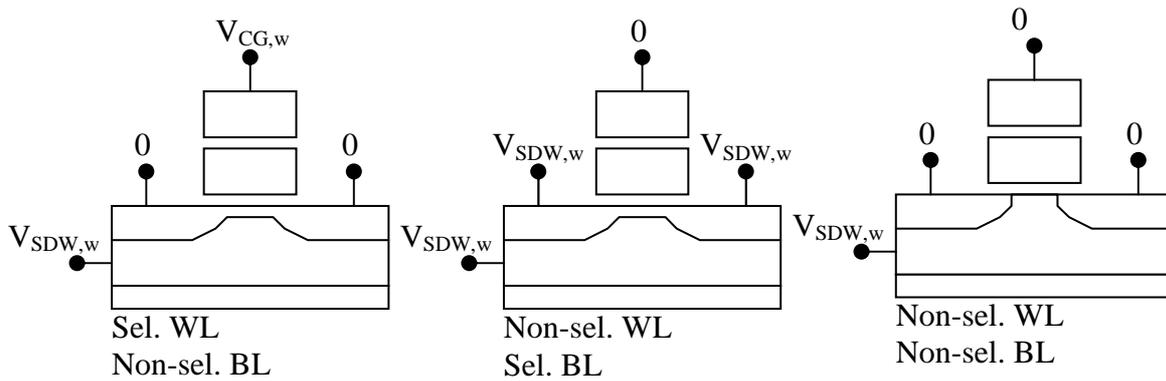 V_CG,w
0
0
V_SDW,w
Sel. WL
Non-sel. BL
0
V_SDW,w
V_SDW,w
V_SDW,w
Non-sel. WL
Sel. BL
0
0
0
V_SDW,w
Non-sel. WL
Non-sel. BL